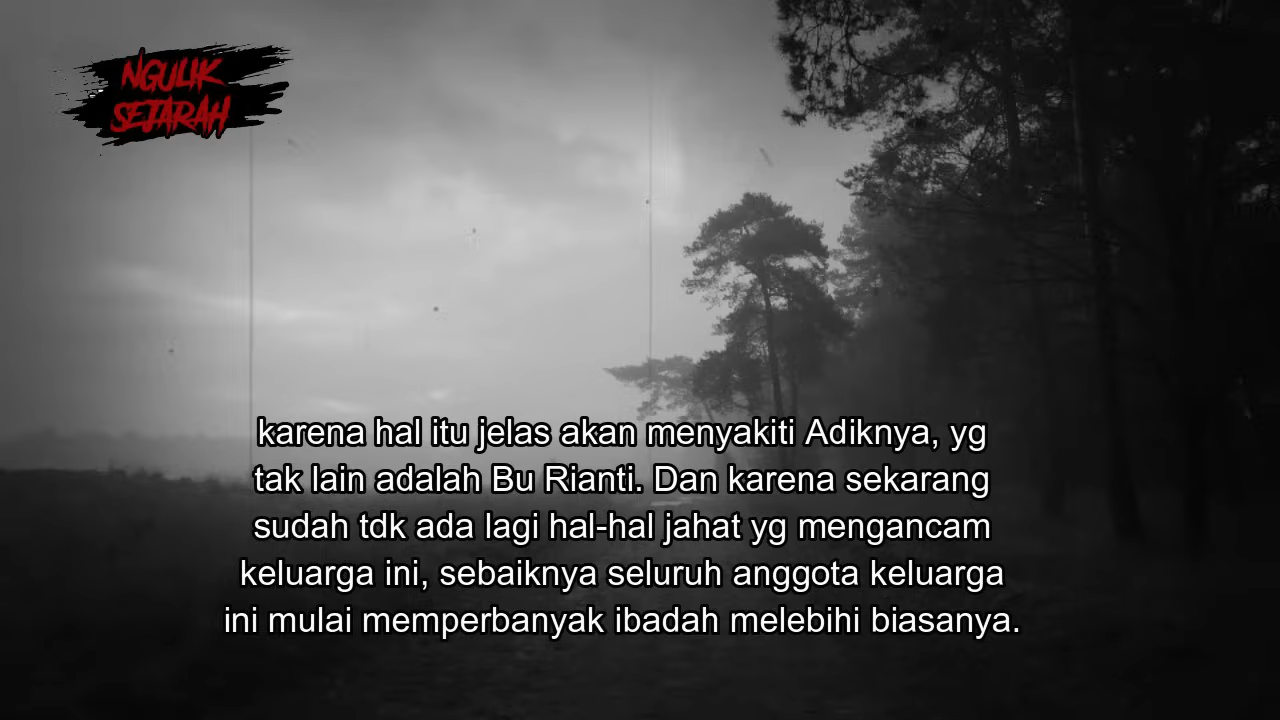 NGULIK
SEJARAH
karena hal itu jelas akan menyakiti Adiknya, yg
tak lain adalah Bu Rianti. Dan karena sekarang
sudah tdk ada lagi hal-hal jahat yg mengancam
keluarga ini, sebaiknya seluruh anggota keluarga
ini mulai memperbanyak ibadah melebihi biasanya.